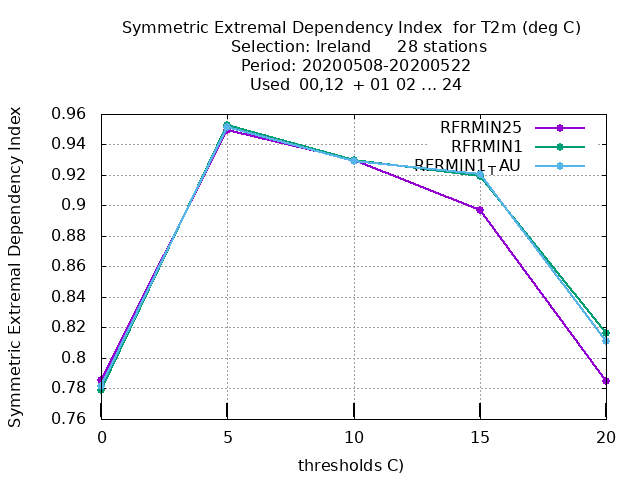 Symmetric Extremal Dependency Index  for T2m (deg C)
Selection: Ireland     28 stations
Period: 20200508-20200522
Used  00,12  + 01 02 ... 24
Symmetric Extremal Dependency Index
0.96
0.94
0.92
0.9
0.88
0.86
0.84
0.82
0.8
0.78
0.76
RFRMIN25
RFRMIN1
RFRMIN1TAU
0 5 10 15 20
thresholds C)